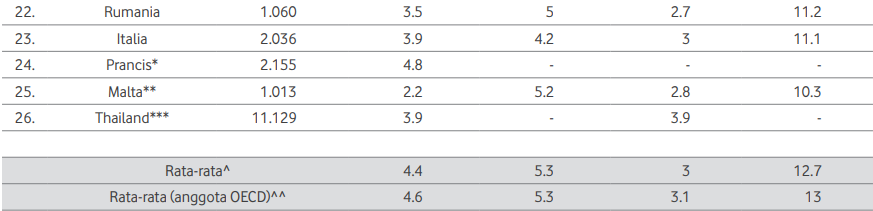 22. Rumania 1.060 3.5 5 2.7 11.2
23. Italia 2.036 3.9 4.2 3 11.1
24. Prancis* 2.155 4.8 - - -
25. Malta** 1.013 2.2 5.2 2.8 10.3
26. Thailand*** 11.129 3.9 - 3.9 -
Rata-rata^ 4.4 5.3 3 12.7
Rata-rata (anggota OECD)^^ 4.6 5.3 3.1 13